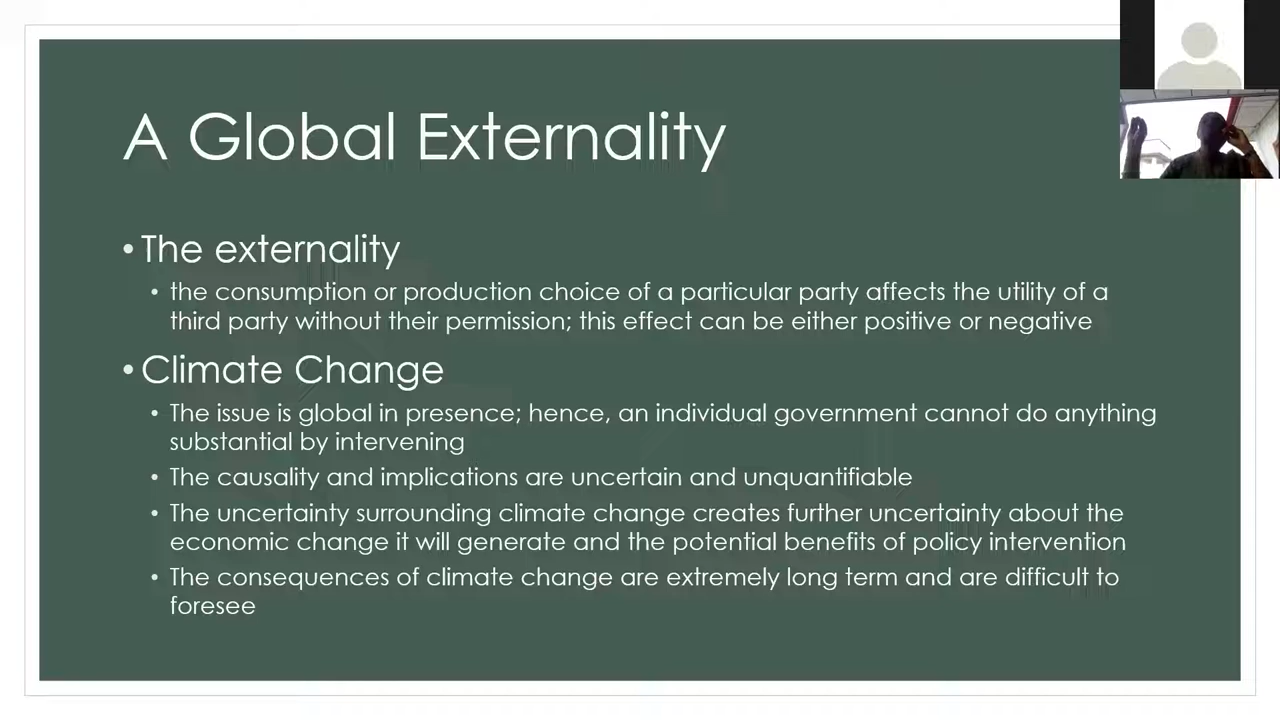 A Global Externality
• The externality
• the consumption or production choice of a particular party affects the utility of a
third party without their permission; this effect can be either positive or negative
• Climate Change
• The issue is global in presence; hence, an individual government cannot do anything
substantial by intervening
• The causality and implications are uncertain and unquantifiable
• The uncertainty surrounding climate change creates further uncertainty about the
economic change it will generate and the potential benefits of policy intervention
• The consequences of climate change are extremely long term and are difficult to
foresee